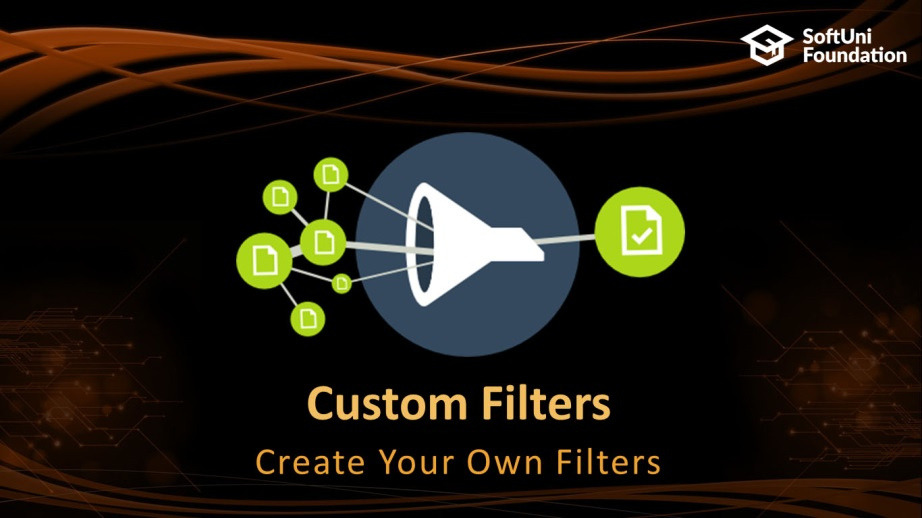 SoftUni
Foundation
Custom Filters
Create Your Own Filters